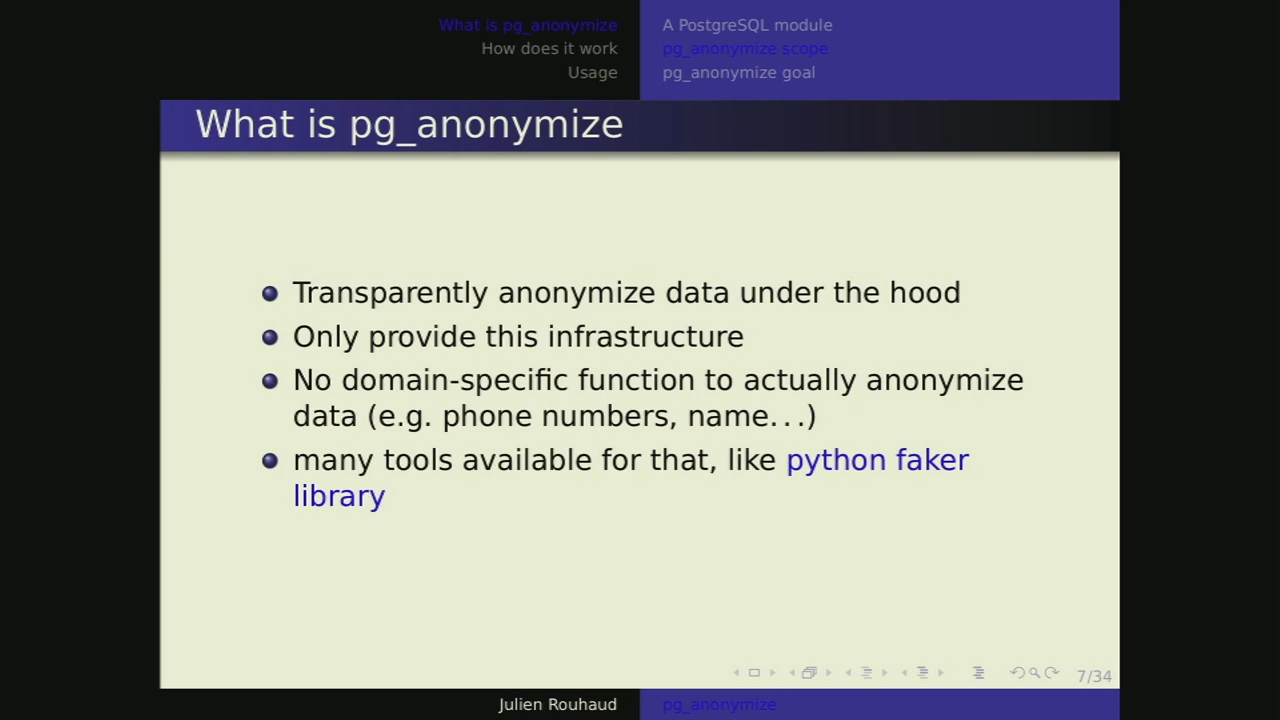 What is pg_anonymize
How does it work
Usage
A PostgreSQL module
pg_anonymize scope
pg_anonymize goal
What is pg_anonymize
Transparently anonymize data under the hood
Only provide this infrastructure
No domain-specific function to actually anonymize
data (e.g. phone numbers, name...)
many tools available for that, like python faker
library
7/34
Julien Rouhaud
pg_anonymize